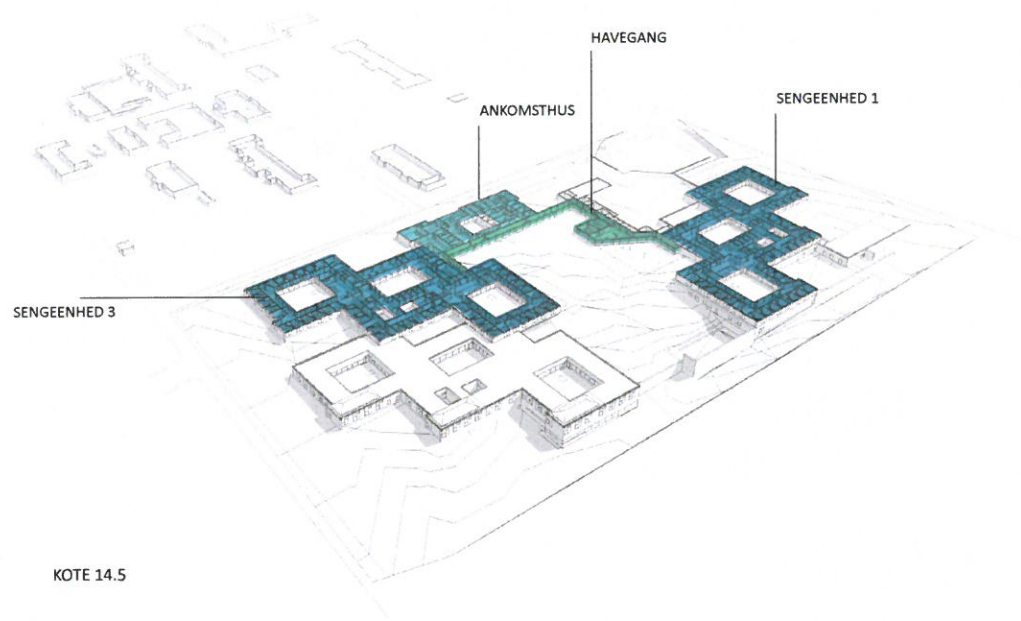 HAVEGANG
ANKOMSTHUS
SENGEENHED 1
SENGEENHED 3
KOTE 14.5